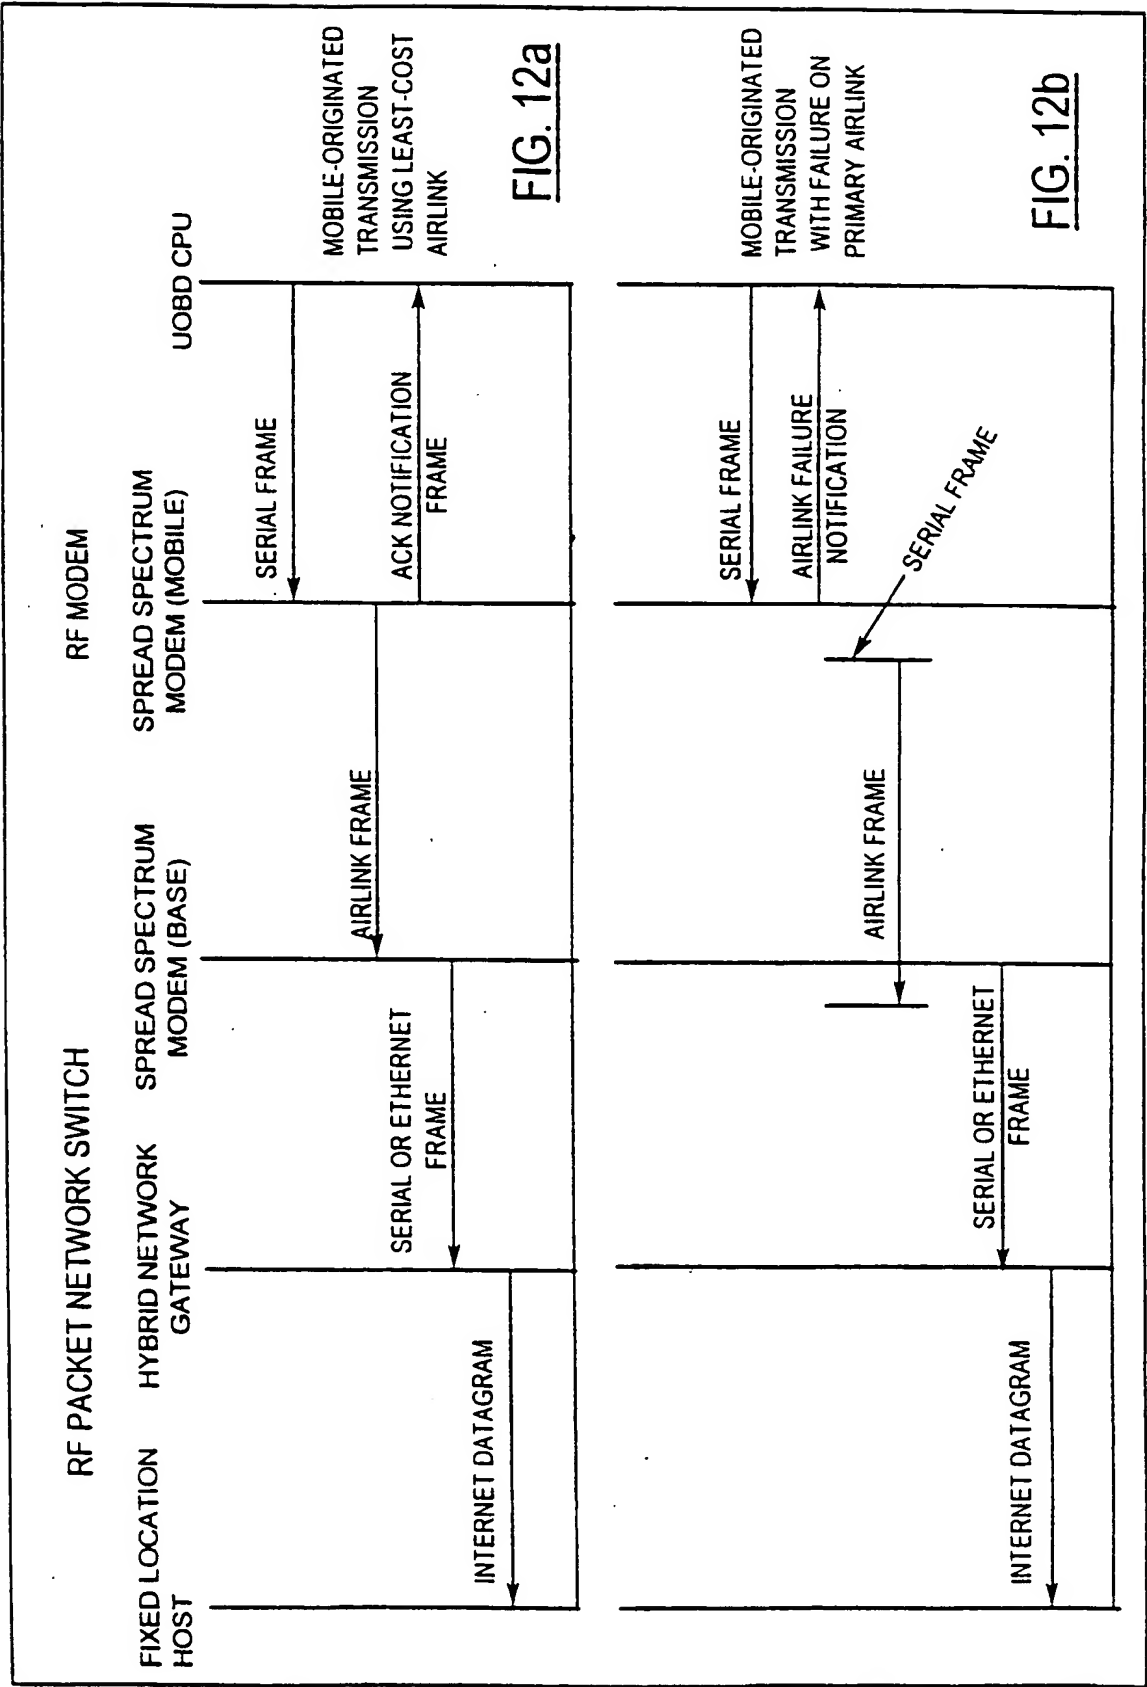 RF PACKET NETWORK SWITCH
RF MODEM
FIXED LOCATION
HOST
HYBRID NETWORK
GATEWAY
SPREAD SPECTRUM
MODEM (BASE)
SPREAD SPECTRUM
MODEM (MOBILE)
UOBD CPU
SERIAL FRAME
ACK NOTIFICATION
FRAME
AIRLINK FRAME
SERIAL OR ETHERNET
FRAME
INTERNET DATAGRAM
MOBILE-ORIGINATED
TRANSMISSION
USING LEAST-COST
AIRLINK
FIG. 12a
SERIAL FRAME
AIRLINK FAILURE
NOTIFICATION
SERIAL FRAME
AIRLINK FRAME
SERIAL OR ETHERNET
FRAME
INTERNET DATAGRAM
MOBILE-ORIGINATED
TRANSMISSION
WITH FAILURE ON
PRIMARY AIRLINK
FIG. 12b